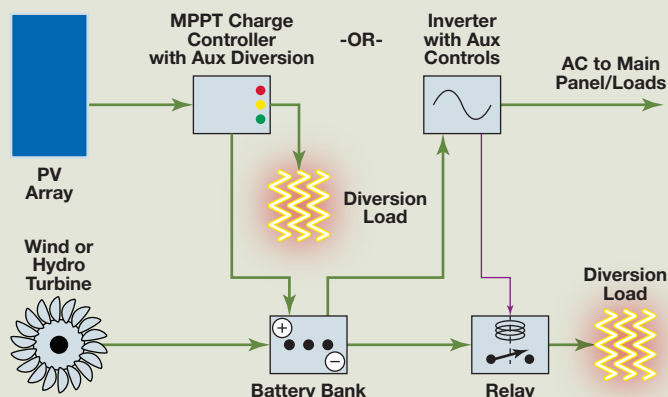 MPPT Charge
Controller
with Aux Diversion
-OR-
Inverter
with Aux
Controls
AC to Main
Panel/Loads
PV
Array
Diversion
Load
Wind or
Hydro
Turbine
Diversion
Load
+
−
Battery Bank
Relay